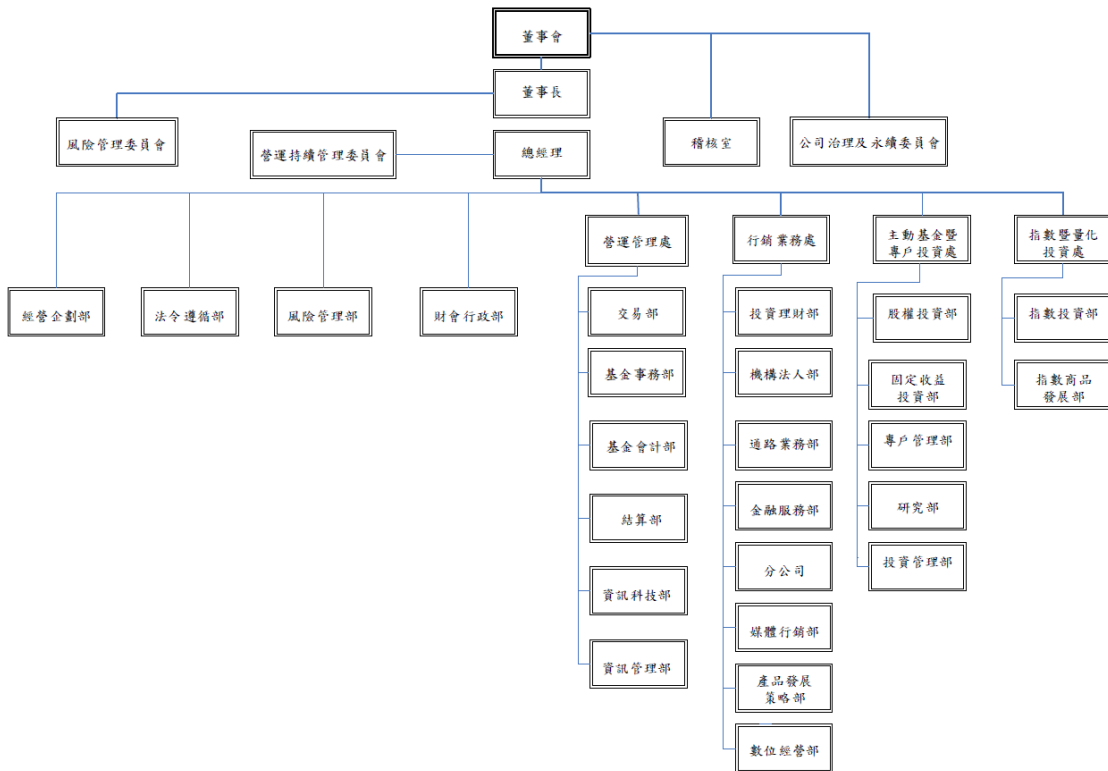 董事會
董事長
風險管理委員會
營運持續管理委員會
總經理
稽核室
公司治理及永續委員會
營運管理處
行銷業務處
主動基金暨
專戶投資處
指數暨量化
投資處
經營企劃部
法令遵循部
風險管理部
財會行政部
交易部
基金事務部
基金會計部
結算部
資訊科技部
資訊管理部
投資理財部
機構法人部
通路業務部
金融服務部
分公司
媒體行銷部
產品發展
策略部
數位經營部
股權投資部
固定收益
投資部
專戶管理部
研究部
投資管理部
指數投資部
指數商品
發展部